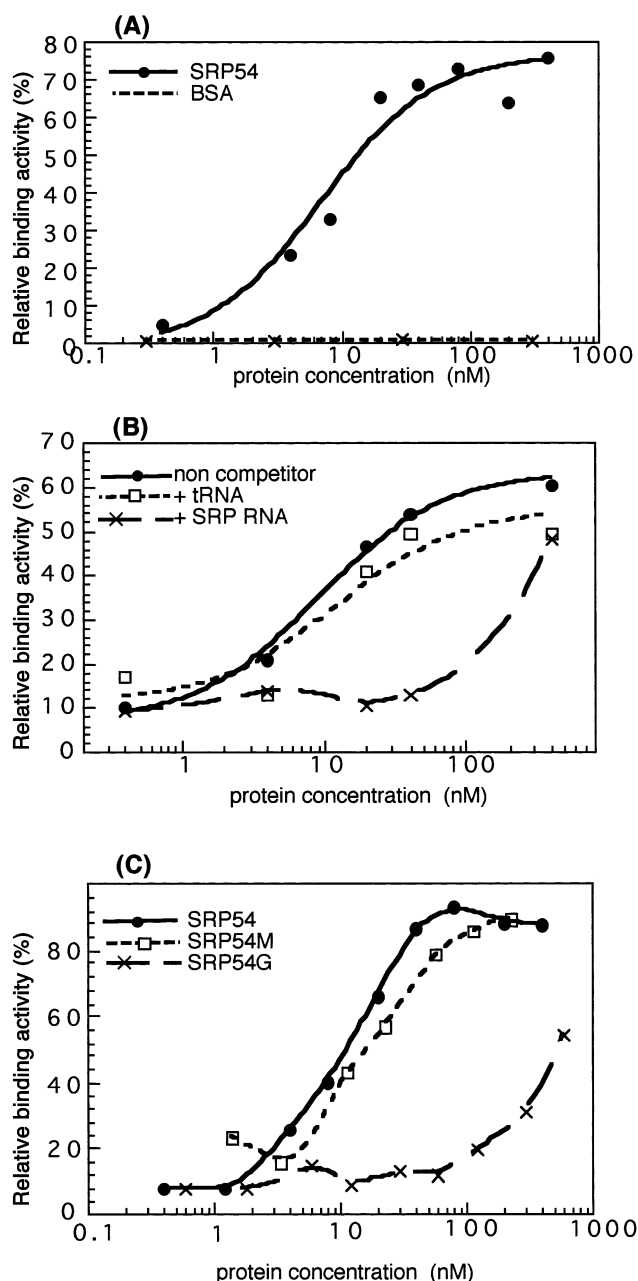 (A)
80
70
60
50
40
30
20
10
0
Relative binding activity (%)
SRP54
BSA
0.1
1
10
100
1000
protein concentration (nM)
(B)
70
60
50
40
30
20
10
0
Relative binding activity (%)
non competitor
+ tRNA
+ SRP RNA
1
10
100
protein concentration (nM)
(C)
80
60
40
20
0
Relative binding activity (%)
SRP54
SRP54M
SRP54G
0.1
1
10
100
1000
protein concentration (nM)